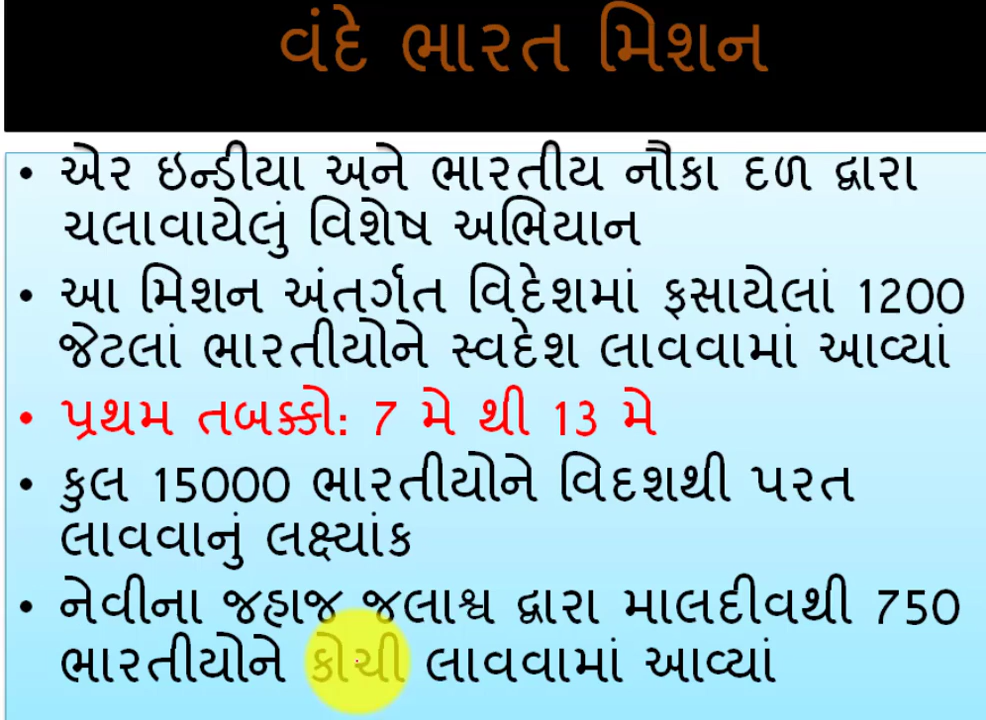 વંદે ભારત મિશન
• એર ઇન્ડીયા અને ભારતીય નૌકા દળ દ્વારા
ચલાવાયેલું વિશેષ અભિયાન
• આ મિશન અંતર્ગત વિદેશમાં ફસાયેલાં 1200
જેટલાં ભારતીયોને સ્વદેશ લાવવામાં આવ્યાં
• પ્રથમ તબક્કો: 7 મે થી 13 મે
• કુલ 15000 ભારતીયોને વિદશથી પરત
લાવવાનું લક્ષ્યાંક
• નેવીના જહાજ જલાશ્વ દ્વારા માલદીવથી 750
ભારતીયોને કોચી લાવવામાં આવ્યાં